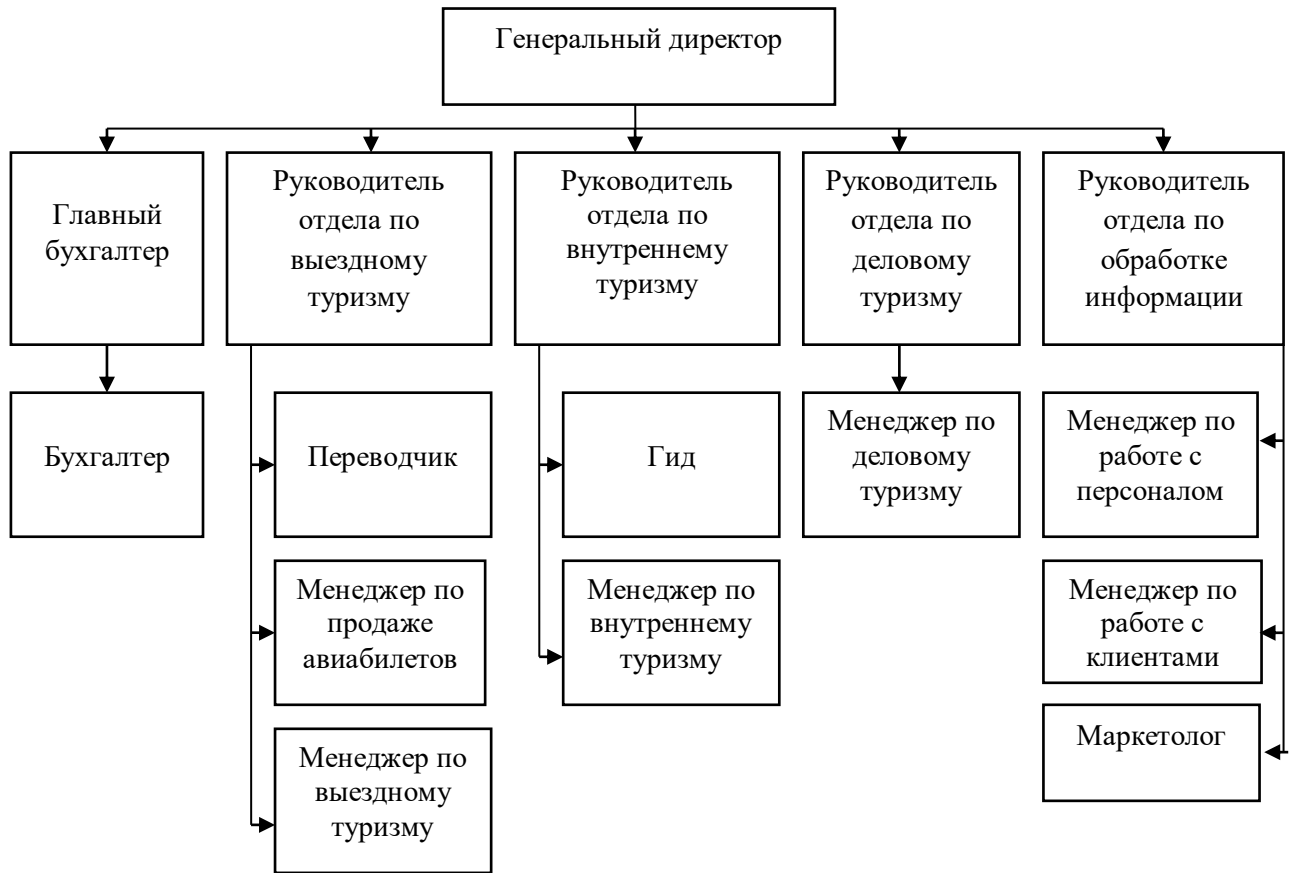 Генеральный директор
Главный
бухгалтер
Руководитель
отдела по
выездному
туризму
Руководитель
отдела по
внутреннему
туризму
Руководитель
отдела по
деловому
туризму
Руководитель
отдела по
обработке
информации
Бухгалтер
Переводчик
Гид
Менеджер по
деловому
туризму
Менеджер по
работе с
персоналом
Менеджер по
продаже
авиабилетов
Менеджер по
внутреннему
туризму
Менеджер по
работе с
клиентами
Менеджер по
выездному
туризму
Маркетолог